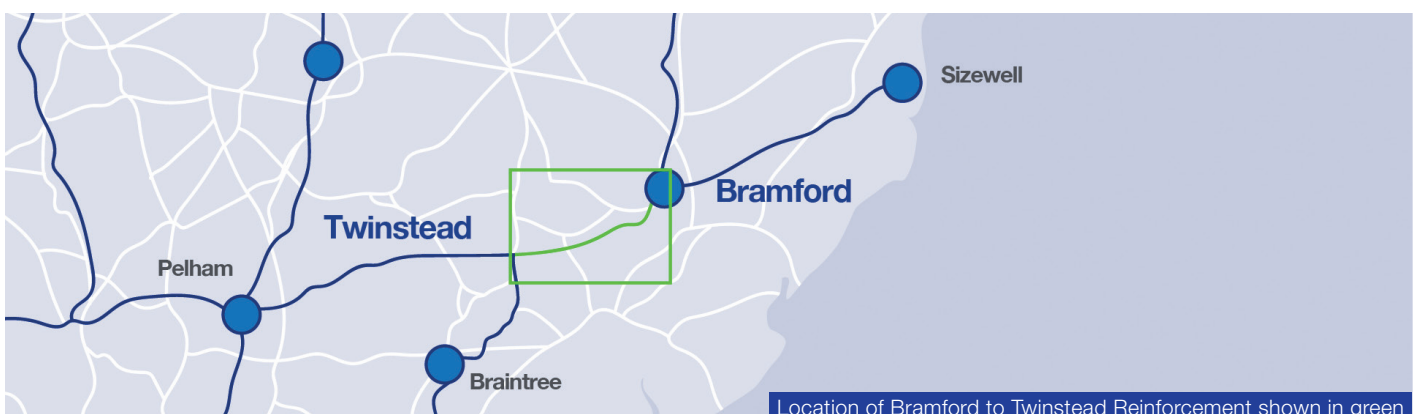 Sizewell
Bramford
Twinstead
Pelham
Braintree
Location of Bramford to Twinstead Reinforcement shown in green